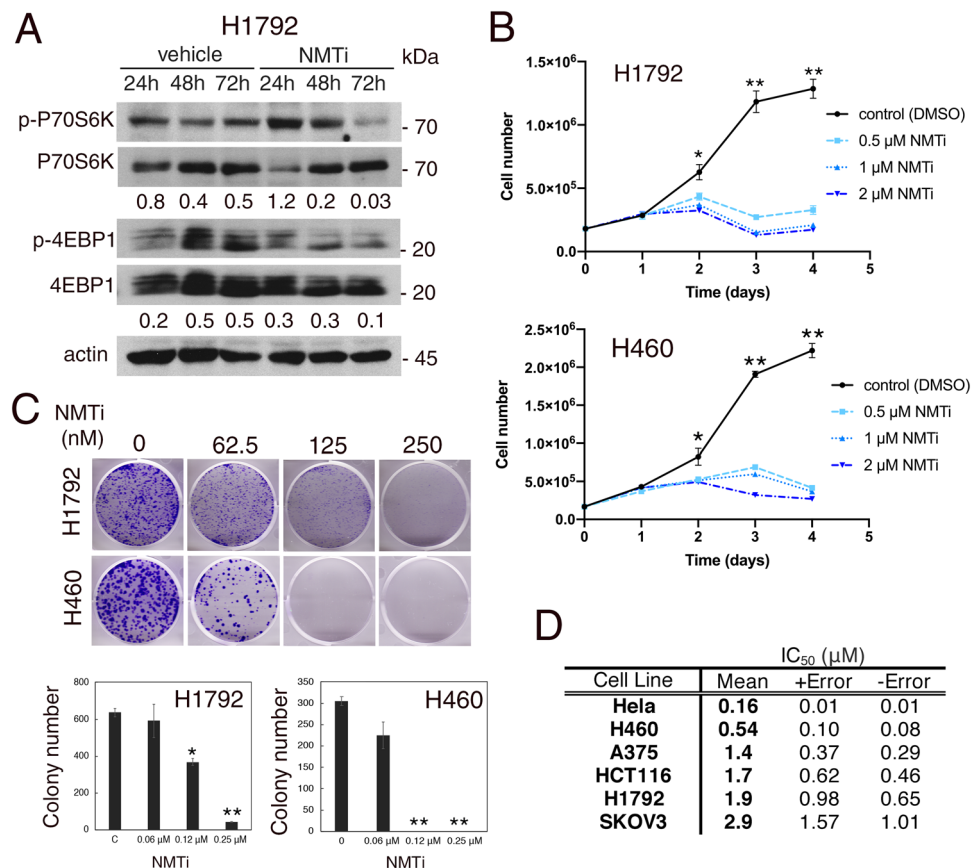 A
H1792
vehicle NMTi kDa
24h 48h 72h 24h 48h 72h
p-P70S6K - 70
P70S6K - 70
0.8 0.4 0.5 1.2 0.2 0.03
p-4EBP1 - 20
4EBP1 - 20
0.2 0.5 0.5 0.3 0.3 0.1
actin - 45
B
H1792
Cell number
1.5×10⁶
1.0×10⁶
5.0×10⁵
0.0
* ** **
0 1 2 3 4 5
Time (days)
control (DMSO)
0.5 µM NMTi
1 µM NMTi
2 µM NMTi
H460
Cell number
2.5×10⁶
2.0×10⁶
1.5×10⁶
1.0×10⁶
5.0×10⁵
0.0
* ** **
0 1 2 3 4 5
Time (days)
control (DMSO)
0.5 µM NMTi
1 µM NMTi
2 µM NMTi
C
NMTi
(nM) 0 62.5 125 250
H1792
H460
H1792
Colony number
800
600
400
200
0
* **
C 0.06 µM 0.12 µM 0.25 µM
NMTi
H460
Colony number
350
300
250
200
150
100
50
0
** **
0 0.06 µM 0.12 µM 0.25 µM
NMTi
D
IC₅₀ (µM)
Cell Line Mean +Error -Error
Hela 0.16 0.01 0.01
H460 0.54 0.10 0.08
A375 1.4 0.37 0.29
HCT116 1.7 0.62 0.46
H1792 1.9 0.98 0.65
SKOV3 2.9 1.57 1.01